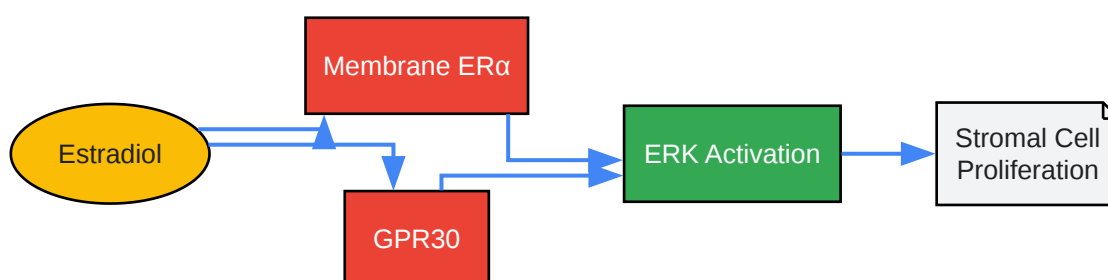 Membrane ERα
Estradiol
ERK Activation
Stromal Cell
Proliferation
GPR30